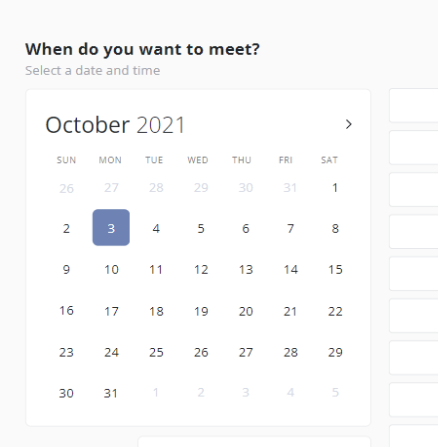 When do you want to meet?
Select a date and time
October 2021
SUN MON TUE WED THU FRI SAT
26 27 28 29 30 31 1
2 3 4 5 6 7 8
9 10 11 12 13 14 15
16 17 18 19 20 21 22
23 24 25 26 27 28 29
30 31 1 2 3 4 5